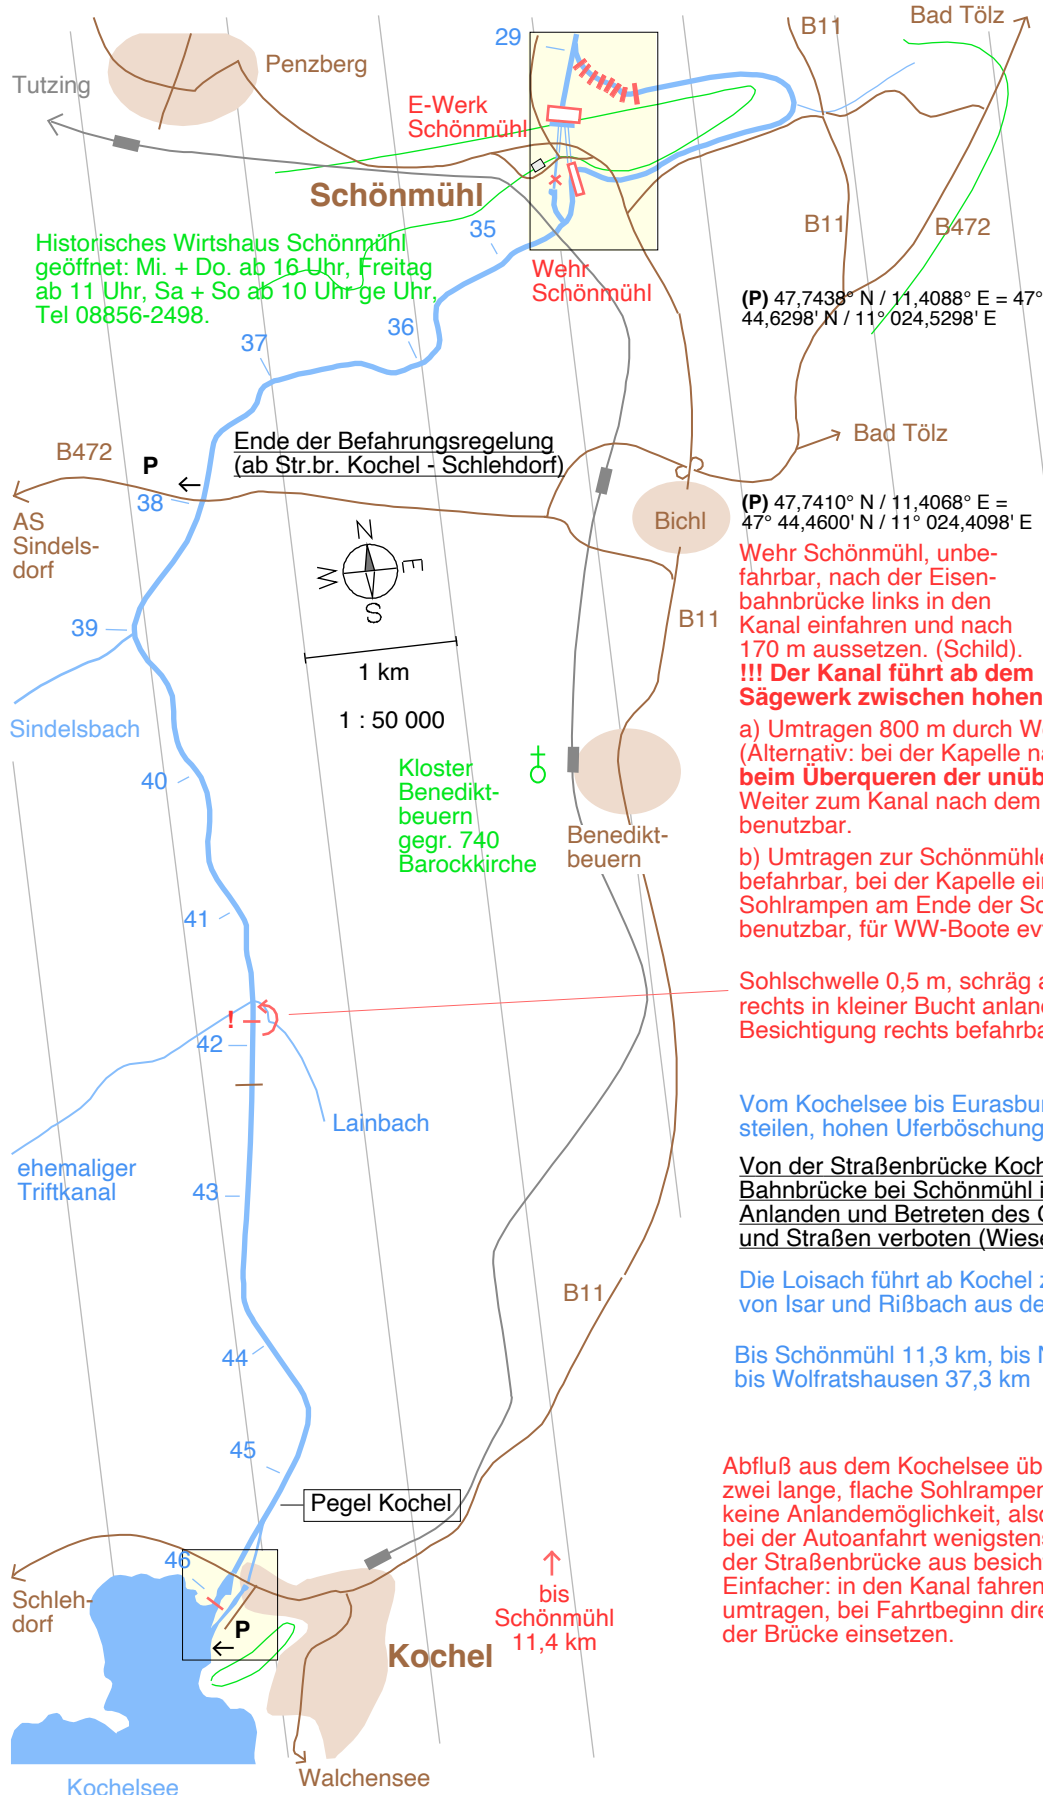 Bad Tölz
B11
29
Penzberg
Tutzing
E-Werk
Schönmühl
Schönmühl
35
B11
B472
Historisches Wirtshaus Schönmühl
geöffnet: Mi. + Do. ab 16 Uhr, Freitag
ab 11 Uhr, Sa + So ab 10 Uhr ge Uhr,
Tel 08856-2498.
Wehr
Schönmühl
(P) 47,7438° N / 11,4088° E = 47°
44,6298' N / 11° 024,5298' E
36
37
Ende der Befahrungsregelung
(ab Str.br. Kochel - Schlehdorf)
Bad Tölz
B472
P
38
AS
Sindels-
dorf
Bichl
(P) 47,7410° N / 11,4068° E =
47° 44,4600' N / 11° 024,4098' E
N
E
W
S
Wehr Schönmühl, unbe-
fahrbar, nach der Eisen-
bahnbrücke links in den
Kanal einfahren und nach
170 m aussetzen. (Schild).
!!! Der Kanal führt ab dem
Sägewerk zwischen hohen
39
B11
1 km
1 : 50 000
Sindelsbach
a) Umtragen 800 m durch W
(Alternativ: bei der Kapelle na
beim Überqueren der unüb
Weiter zum Kanal nach dem
benutzbar.
40
Kloster
Benedikt-
beuern
gegr. 740
Barockkirche
Benedikt-
beuern
b) Umtragen zur Schönmühle
befahrbar, bei der Kapelle ein
Sohlrampen am Ende der Sc
benutzbar, für WW-Boote ev
41
Sohlschwelle 0,5 m, schräg a
rechts in kleiner Bucht anland
Besichtigung rechts befahrba
!
42
Lainbach
ehemaliger
Triftkanal
Vom Kochelsee bis Eurasbur
steilen, hohen Uferböschung
43
Von der Straßenbrücke Koch
Bahnbrücke bei Schönmühl i
Anlanden und Betreten des
und Straßen verboten (Wiese
B11
Die Loisach führt ab Kochel z
von Isar und Rißbach aus de
44
Bis Schönmühl 11,3 km, bis N
bis Wolfratshausen 37,3 km
45
Pegel Kochel
Abfluß aus dem Kochelsee üb
zwei lange, flache Sohlrampen
keine Anlandemöglichkeit, also
bei der Autoanfahrt wenigstens
der Straßenbrücke aus besich
Einfacher: in den Kanal fahren
umtragen, bei Fahrtbeginn dire
der Brücke einsetzen.
46
Schleh-
dorf
P
bis
Schönmühl
11,4 km
Kochel
Walchensee
Kochelsee